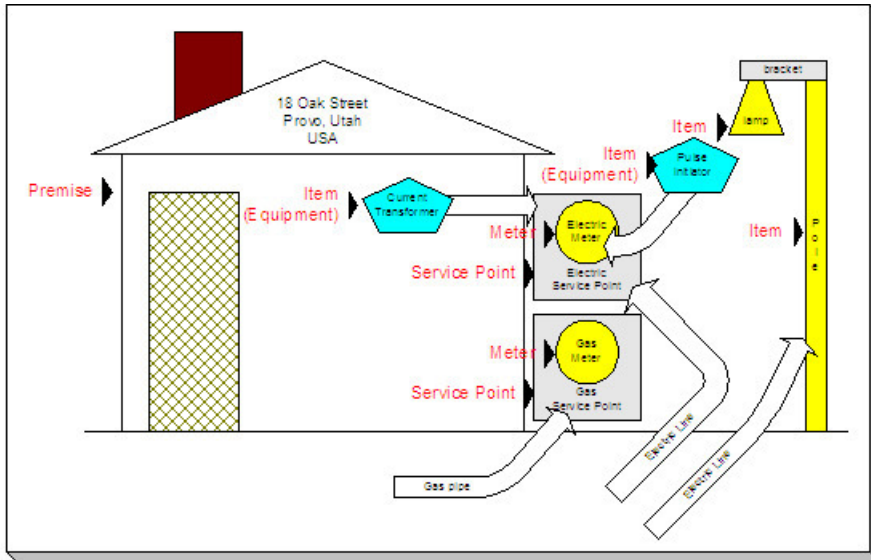 bracket
18 Oak Street
Provo, Utah
USA
Item
lamp
Item
(Equipment)
Pulse
Initiator
Premise
Item
(Equipment)
Current
Transformer
Meter
Electric
Meter
Item
Pole
Service Point
Electric
Service Point
Meter
Gas
Meter
Service Point
Gas
Service Point
Electric Line
Electric Line
Gas pipe